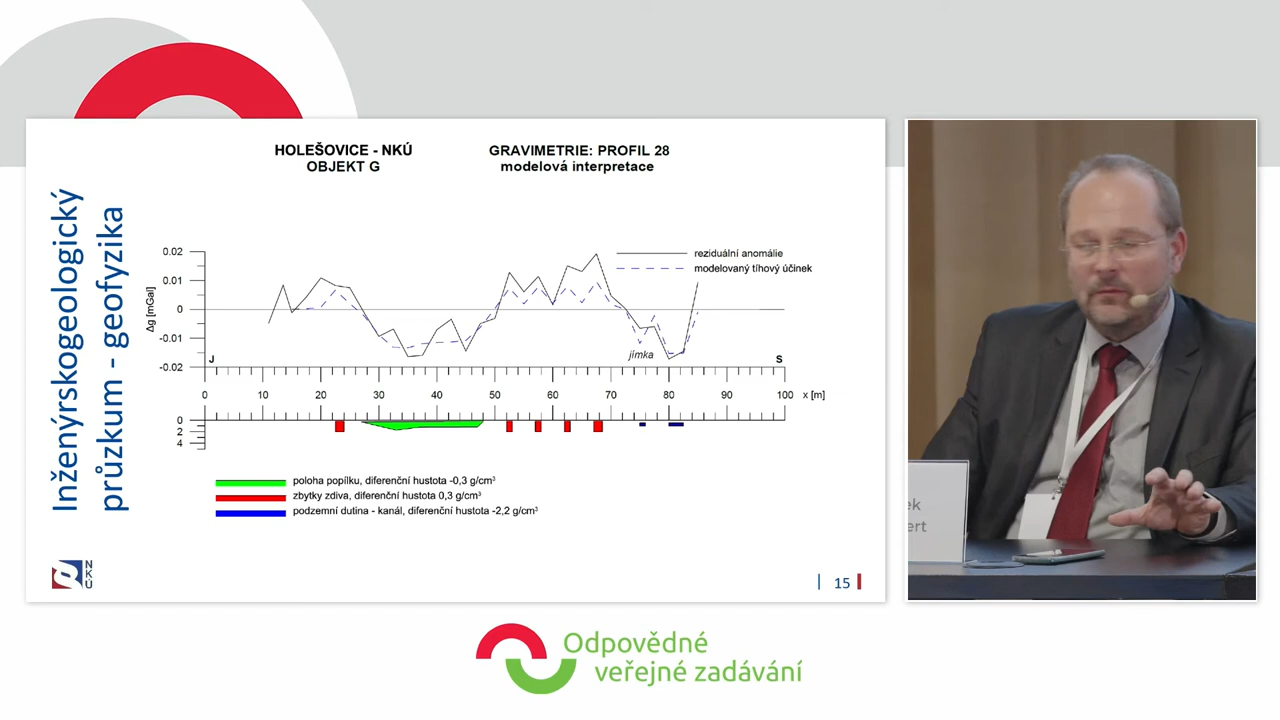 HOLEŠOVICE - NKÚ
OBJEKT G
GRAVIMETRIE: PROFIL 28
modelová interpretace
Inženýrskogeologický
průzkum - geofyzika
Δg [mGal]
0.02
0.01
0
-0.01
-0.02
reziduální anomálie
modelovaný tíhový účinek
jímka
J
S
0 10 20 30 40 50 60 70 80 90 100 x [m]
0
2
4
poloha popílku, diferenční hustota -0,3 g/cm³
zbytky zdiva, diferenční hustota 0,3 g/cm³
podzemní dutina - kanál, diferenční hustota -2,2 g/cm³
NKÚ
15
ek
ert
Odpovědné
veřejné zadávání